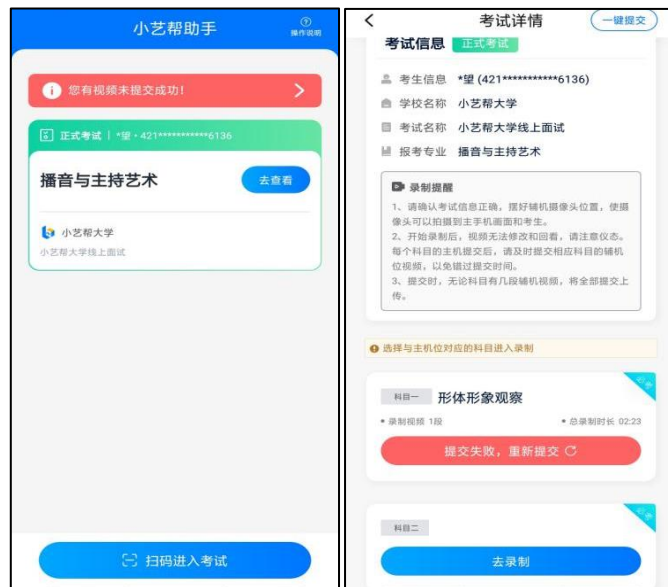 小艺帮助手
操作说明
您有视频未提交成功!
正式考试 | *望·421***********6136
播音与主持艺术
去查看
小艺帮大学
小艺帮大学线上面试
扫码进入考试
考试详情
一键提交
考试信息 正式考试
考生信息 *望 (421***********6136)
学校名称 小艺帮大学
考试名称 小艺帮大学线上面试
报考专业 播音与主持艺术
录制提醒
1、请确认考试信息正确,摆好辅机摄像头位置,使摄
像头可以拍摄到主手机画面和考生。
2、开始录制后,视频无法修改和回看,请注意仪态。
每个科目的主机提交后,请及时提交相应科目的辅机
位视频,以免错过提交时间。
3、提交时,无论科目有几段辅机视频,将全部提交上
传。
选择与主机位对应的科目进入录制
必考
科目一 形体形象观察
• 录制视频 1段 • 总录制时长 02:23
提交失败,重新提交
必考
科目二
去录制